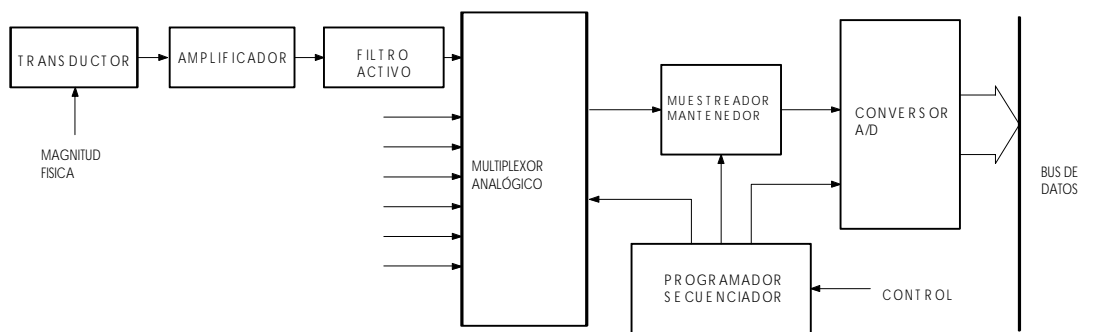 TRANSDUCTOR
AMPLIFICADOR
FILTRO
ACTIVO
MAGNITUD
FISICA
MULTIPLEXOR
ANALÓGICO
MUESTREADOR
MANTENEDOR
CONVERSOR
A/D
BUS DE
DATOS
PROGRAMADOR
SECUENCIADOR
CONTROL